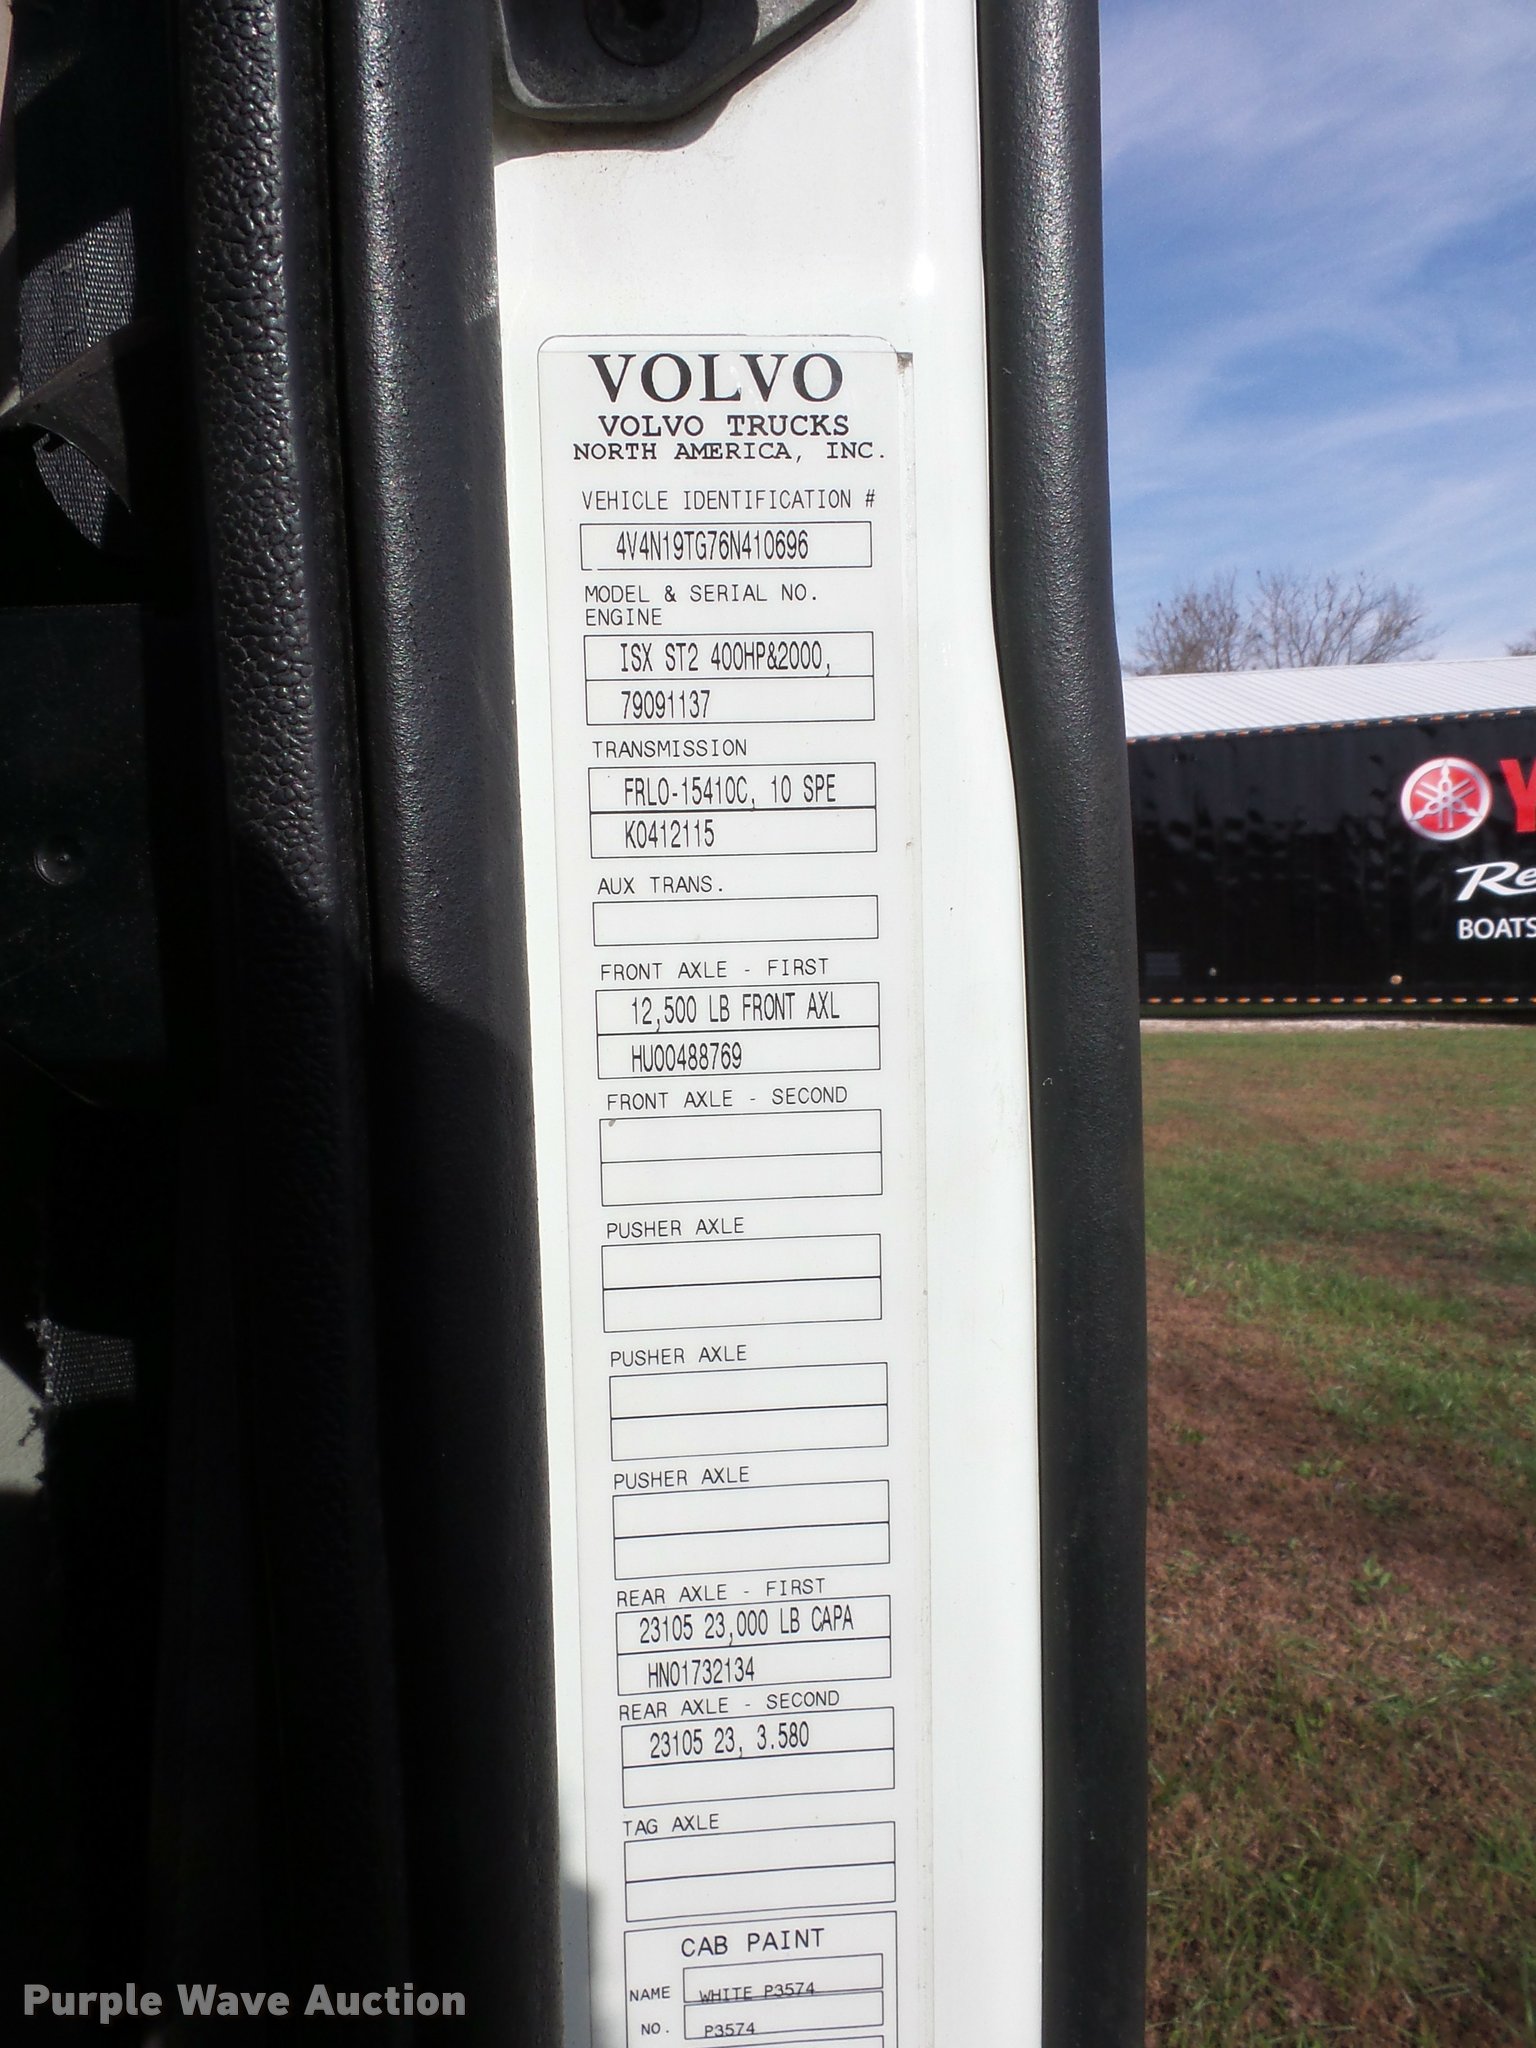 VOLVO
VOLVO TRUCKS
NORTH AMERICA, INC.
VEHICLE IDENTIFICATION #
4V4N19TG76N410696
MODEL & SERIAL NO.
ENGINE
ISX ST2 400HP&2000,
79091137
TRANSMISSION
FRLO-15410C, 10 SPE
K0412115
AUX TRANS.
FRONT AXLE - FIRST
12,500 LB FRONT AXL
HU00488769
FRONT AXLE - SECOND
PUSHER AXLE
PUSHER AXLE
PUSHER AXLE
REAR AXLE - FIRST
23105 23,000 LB CAPA
HN01732134
REAR AXLE - SECOND
23105 23, 3.580
TAG AXLE
CAB PAINT
NAME WHITE P3574
NO. P3574
Y
Re
BOATS
Purple Wave Auction